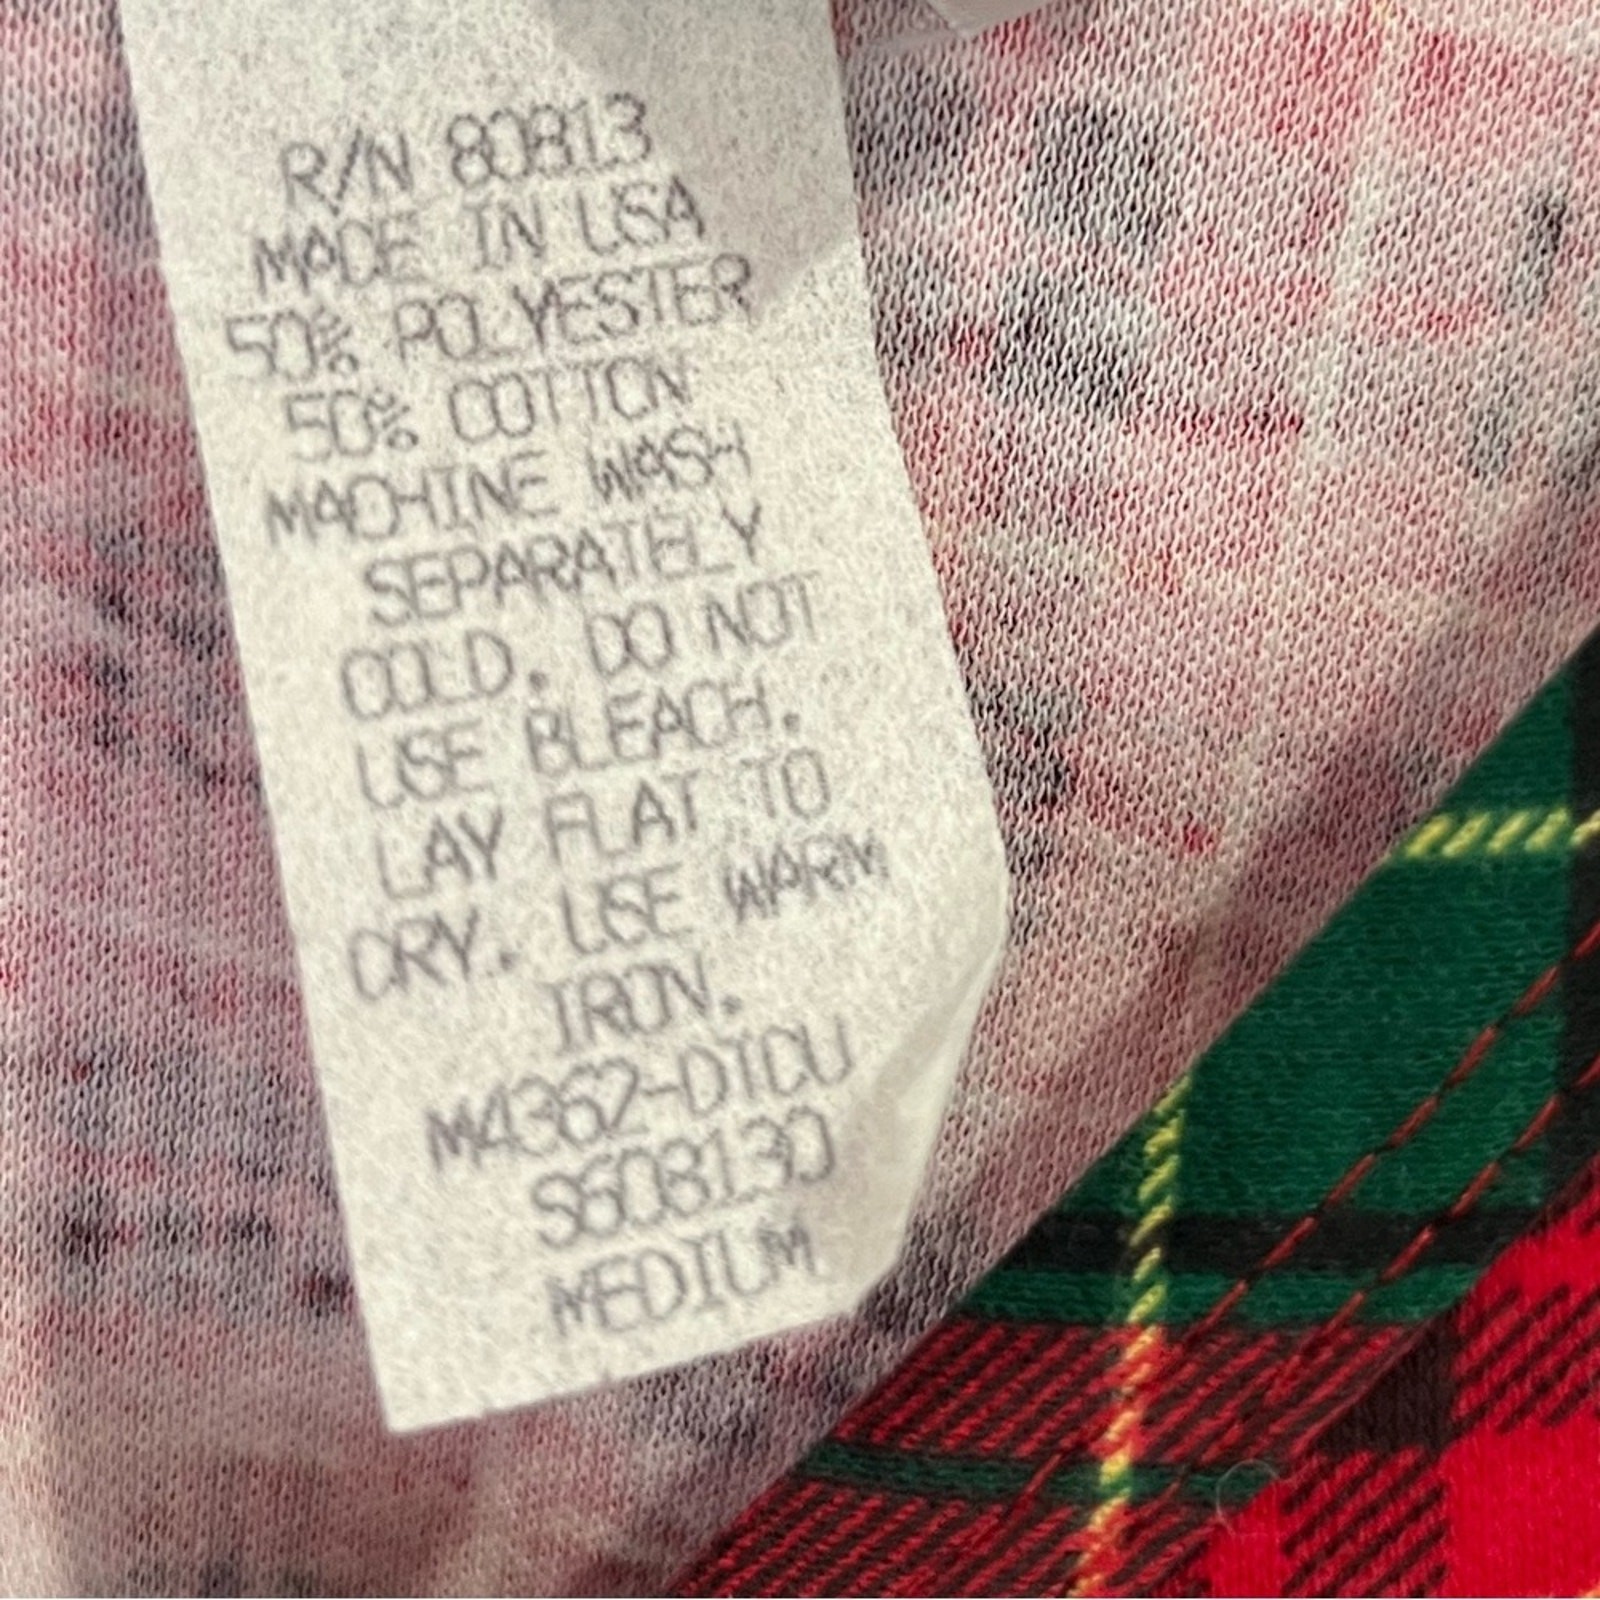 R/N 80813
MADE IN USA
50% POLYESTER
50% COTTON
MACHINE WASH
SEPARATELY
COLD. DO NOT
USE BLEACH.
LAY FLAT TO
DRY. USE WARM
IRON.
M4362-DTCU
S608130
MEDIUM